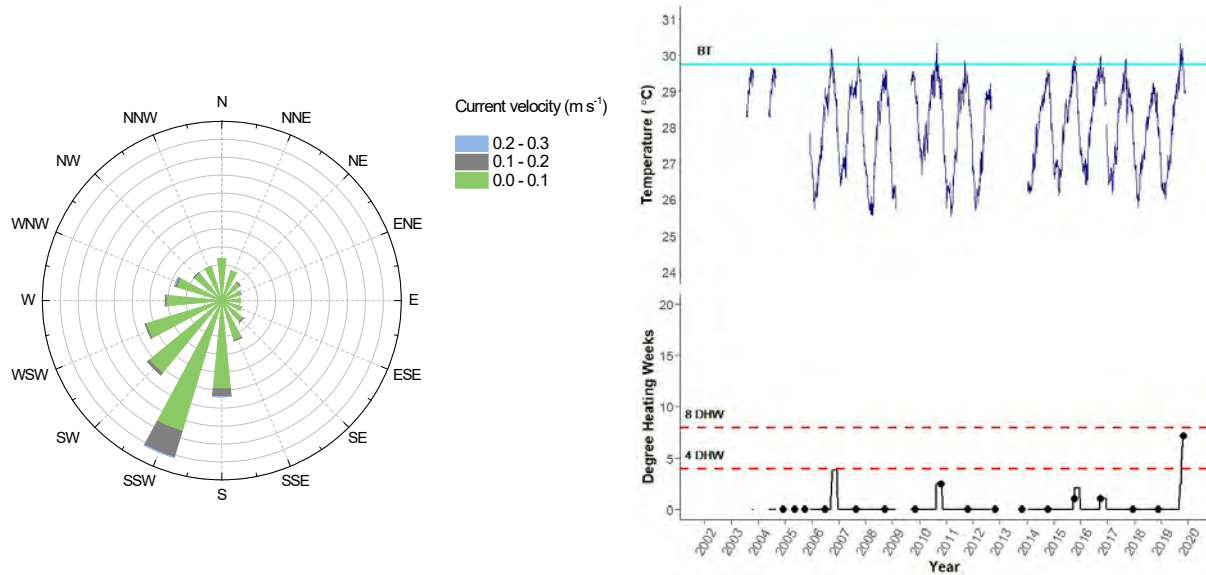 N
NNE
NE
ENE
E
ESE
SE
SSE
S
SSW
SW
WSW
W
WNW
NW
NNW
Current velocity (m s⁻¹)
0.2 - 0.3
0.1 - 0.2
0.0 - 0.1
Temperature ( °C)
31
30
29
28
27
26
25
24
BT
Degree Heating Weeks
20
15
10
5
0
8 DHW
4 DHW
2002 2003 2004 2005 2006 2007 2008 2009 2010 2011 2012 2013 2014 2015 2016 2017 2018 2019 2020
Year